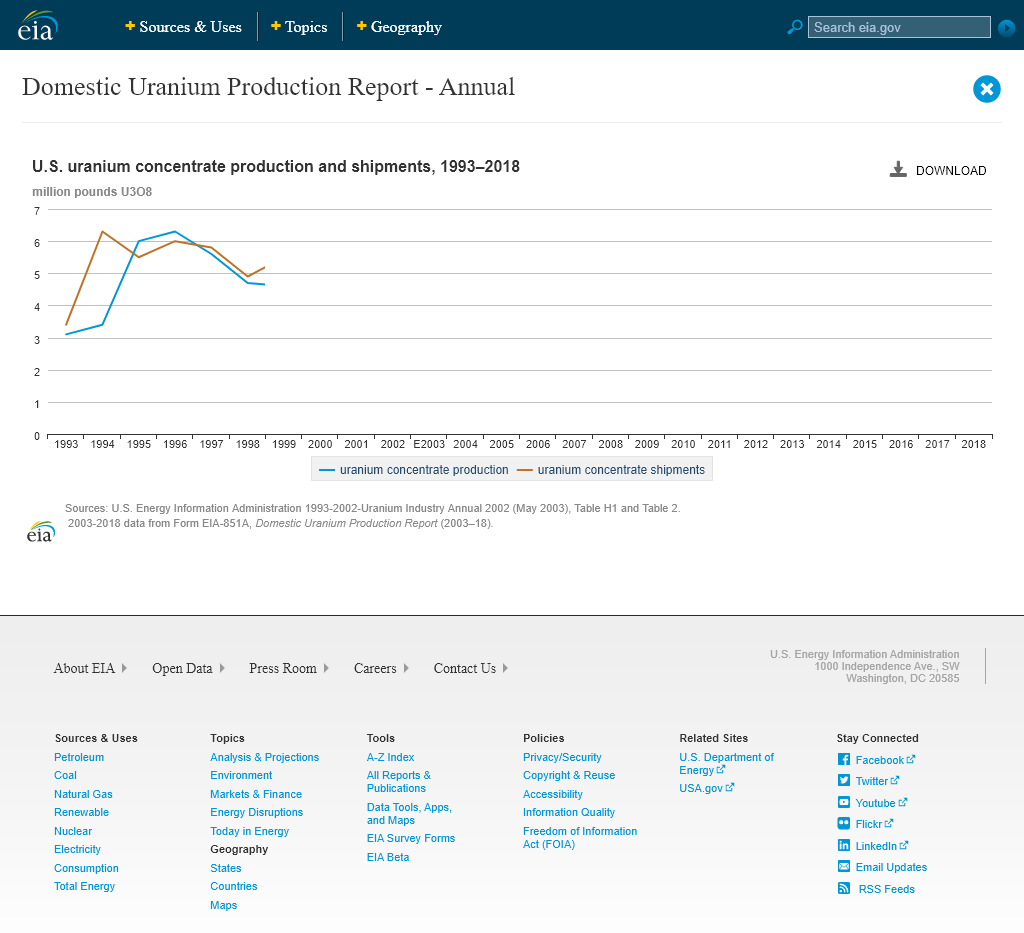 eia
Sources & Uses
Topics
Geography
Search eia.gov
Domestic Uranium Production Report - Annual
U.S. uranium concentrate production and shipments, 1993–2018
DOWNLOAD
million pounds U3O8
7
6
5
4
3
2
1
0
1993 1994 1995 1996 1997 1998 1999 2000 2001 2002 E2003 2004 2005 2006 2007 2008 2009 2010 2011 2012 2013 2014 2015 2016 2017 2018
uranium concentrate production uranium concentrate shipments
Sources: U.S. Energy Information Administration 1993-2002-Uranium Industry Annual 2002 (May 2003), Table H1 and Table 2.
2003-2018 data from Form EIA-851A, Domestic Uranium Production Report (2003–18).
eia
About EIA
Open Data
Press Room
Careers
Contact Us
U.S. Energy Information Administration
1000 Independence Ave., SW
Washington, DC 20585
Sources & Uses
Petroleum
Coal
Natural Gas
Renewable
Nuclear
Electricity
Consumption
Total Energy
Topics
Analysis & Projections
Environment
Markets & Finance
Energy Disruptions
Today in Energy
Geography
States
Countries
Maps
Tools
A-Z Index
All Reports &
Publications
Data Tools, Apps,
and Maps
EIA Survey Forms
EIA Beta
Policies
Privacy/Security
Copyright & Reuse
Accessibility
Information Quality
Freedom of Information
Act (FOIA)
Related Sites
U.S. Department of
Energy
USA.gov
Stay Connected
Facebook
Twitter
Youtube
Flickr
LinkedIn
Email Updates
RSS Feeds